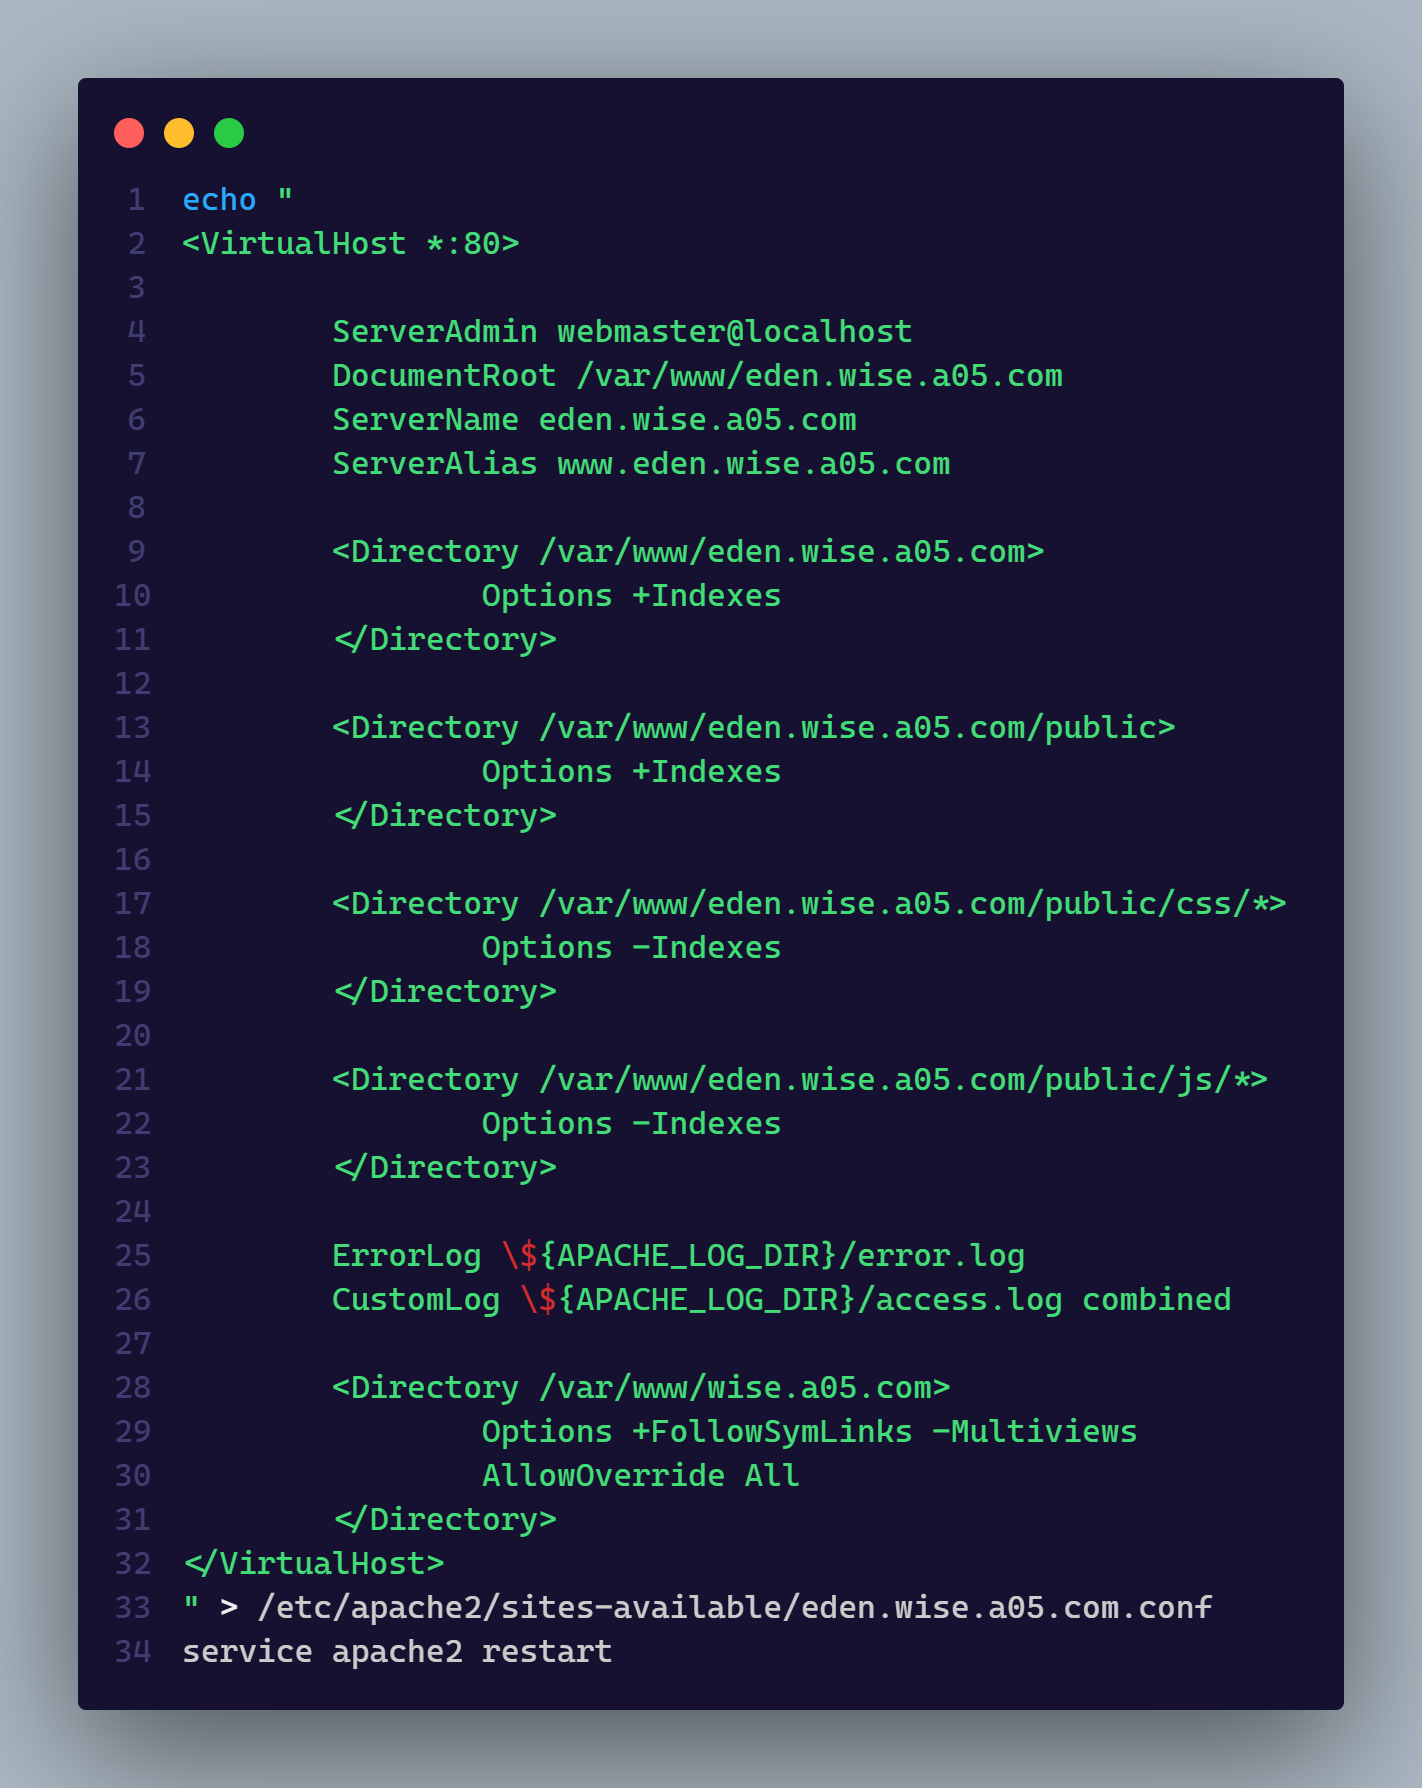 1 echo "
2 <VirtualHost *:80>
3
4         ServerAdmin webmaster@localhost
5         DocumentRoot /var/www/eden.wise.a05.com
6         ServerName eden.wise.a05.com
7         ServerAlias www.eden.wise.a05.com
8
9         <Directory /var/www/eden.wise.a05.com>
10                 Options +Indexes
11         </Directory>
12
13         <Directory /var/www/eden.wise.a05.com/public>
14                 Options +Indexes
15         </Directory>
16
17         <Directory /var/www/eden.wise.a05.com/public/css/*>
18                 Options -Indexes
19         </Directory>
20
21         <Directory /var/www/eden.wise.a05.com/public/js/*>
22                 Options -Indexes
23         </Directory>
24
25         ErrorLog \${APACHE_LOG_DIR}/error.log
26         CustomLog \${APACHE_LOG_DIR}/access.log combined
27
28         <Directory /var/www/wise.a05.com>
29                 Options +FollowSymLinks -Multiviews
30                 AllowOverride All
31         </Directory>
32 </VirtualHost>
33 " > /etc/apache2/sites-available/eden.wise.a05.com.conf
34 service apache2 restart